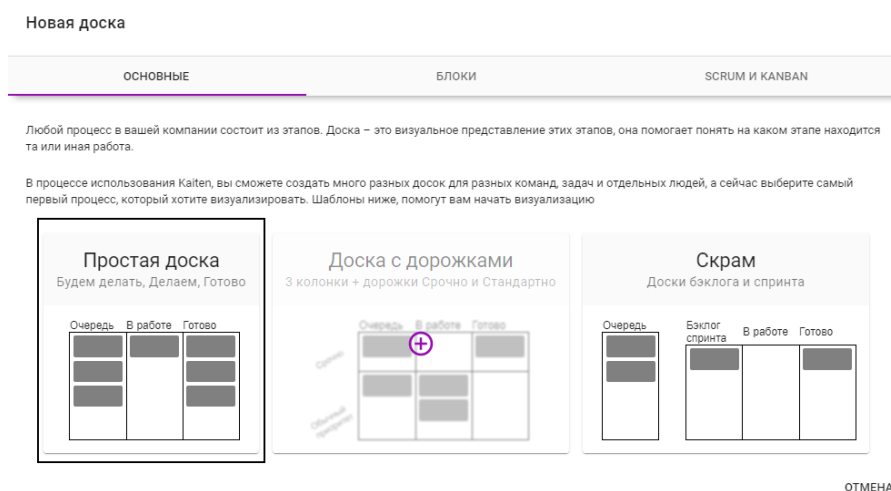 Новая доска
ОСНОВНЫЕ
БЛОКИ
SCRUM И KANBAN
Любой процесс в вашей компании состоит из этапов. Доска – это визуальное представление этих этапов, она помогает понять на каком этапе находится
та или иная работа.
В процессе использования Kaiten, вы сможете создать много разных досок для разных команд, задач и отдельных людей, а сейчас выберите самый
первый процесс, который хотите визуализировать. Шаблоны ниже, помогут вам начать визуализацию
Простая доска
Будем делать, Делаем, Готово
Очередь В работе Готово
Доска с дорожками
3 колонки + дорожки Срочно и Стандартно
Очередь В работе Готово
Срочно
Обычный
приоритет
Скрам
Доски бэклога и спринта
Очередь
Бэклог
спринта
В работе Готово
ОТМЕНА